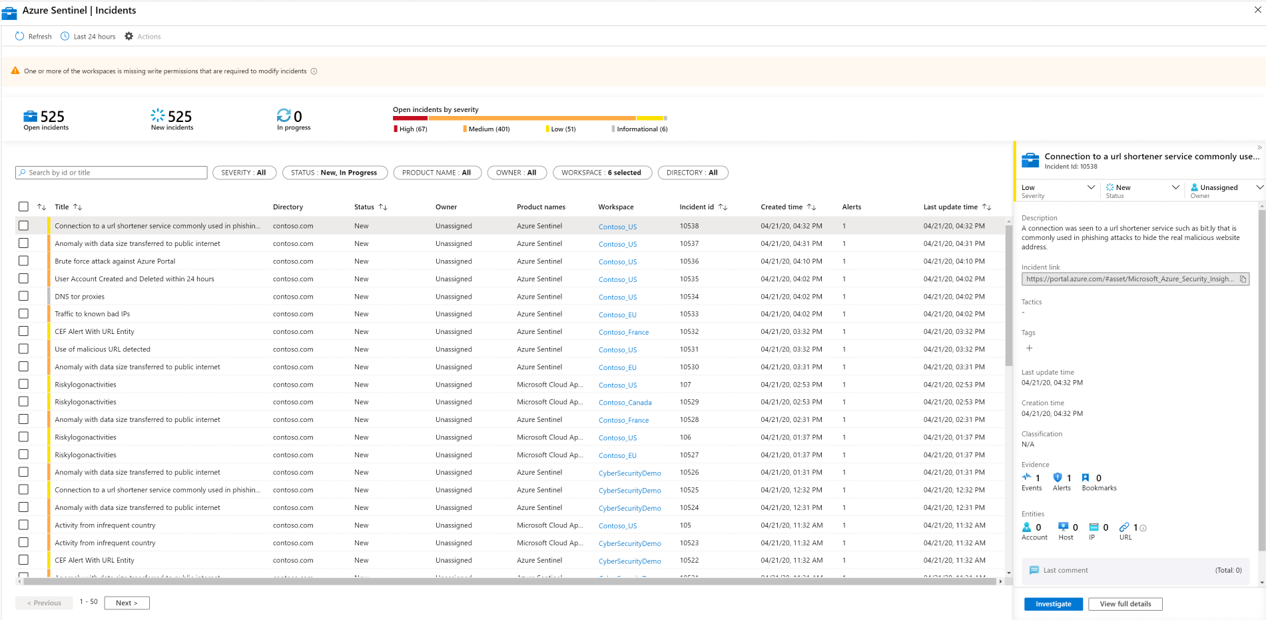 Azure Sentinel | Incidents
Refresh Last 24 hours Actions
One or more of the workspaces is missing write permissions that are required to modify incidents
525 Open incidents
525 New incidents
0 In progress
Open incidents by severity
High (67) Medium (401) Low (51) Informational (6)
Search by id or title SEVERITY : All STATUS : New, In Progress PRODUCT NAME : All OWNER : All WORKSPACE : 6 selected DIRECTORY : All
Title Directory Status Owner Product names Workspace Incident id Created time Alerts Last update time
Connection to a url shortener service commonly used in phishin... contoso.com New Unassigned Azure Sentinel Contoso_US 10538 04/21/20, 04:32 PM 1 04/21/20, 04:32 PM
Anomaly with data size transferred to public internet contoso.com New Unassigned Azure Sentinel Contoso_US 10537 04/21/20, 04:31 PM 1 04/21/20, 04:31 PM
Brute force attack against Azure Portal contoso.com New Unassigned Azure Sentinel Contoso_US 10536 04/21/20, 04:10 PM 1 04/21/20, 04:10 PM
User Account Created and Deleted within 24 hours contoso.com New Unassigned Azure Sentinel Contoso_US 10535 04/21/20, 04:02 PM 1 04/21/20, 04:02 PM
DNS tor proxies contoso.com New Unassigned Azure Sentinel Contoso_US 10534 04/21/20, 04:02 PM 1 04/21/20, 04:02 PM
Traffic to known bad IPs contoso.com New Unassigned Azure Sentinel Contoso_EU 10533 04/21/20, 04:02 PM 1 04/21/20, 04:02 PM
CEF Alert With URL Entity contoso.com New Unassigned Azure Sentinel Contoso_France 10532 04/21/20, 03:32 PM 1 04/21/20, 03:32 PM
Use of malicious URL detected contoso.com New Unassigned Azure Sentinel Contoso_US 10531 04/21/20, 03:32 PM 1 04/21/20, 03:32 PM
Anomaly with data size transferred to public internet contoso.com New Unassigned Azure Sentinel Contoso_EU 10530 04/21/20, 03:31 PM 1 04/21/20, 03:31 PM
Riskylogonactivities contoso.com New Unassigned Microsoft Cloud Ap... Contoso_US 107 04/21/20, 02:53 PM 1 04/21/20, 02:53 PM
Riskylogonactivities contoso.com New Unassigned Microsoft Cloud Ap... Contoso_Canada 10529 04/21/20, 02:53 PM 1 04/21/20, 02:53 PM
Anomaly with data size transferred to public internet contoso.com New Unassigned Azure Sentinel Contoso_France 10528 04/21/20, 02:31 PM 1 04/21/20, 02:31 PM
Riskylogonactivities contoso.com New Unassigned Microsoft Cloud Ap... Contoso_US 106 04/21/20, 01:37 PM 1 04/21/20, 01:37 PM
Riskylogonactivities contoso.com New Unassigned Microsoft Cloud Ap... Contoso_EU 10527 04/21/20, 01:37 PM 1 04/21/20, 01:37 PM
Anomaly with data size transferred to public internet contoso.com New Unassigned Azure Sentinel CyberSecurityDemo 10526 04/21/20, 01:31 PM 1 04/21/20, 01:31 PM
Connection to a url shortener service commonly used in phishin... contoso.com New Unassigned Azure Sentinel CyberSecurityDemo 10525 04/21/20, 12:32 PM 1 04/21/20, 12:32 PM
Anomaly with data size transferred to public internet contoso.com New Unassigned Azure Sentinel CyberSecurityDemo 10524 04/21/20, 12:31 PM 1 04/21/20, 12:31 PM
Activity from infrequent country contoso.com New Unassigned Microsoft Cloud Ap... Contoso_US 105 04/21/20, 11:32 AM 1 04/21/20, 11:32 AM
Activity from infrequent country contoso.com New Unassigned Microsoft Cloud Ap... CyberSecurityDemo 10523 04/21/20, 11:32 AM 1 04/21/20, 11:32 AM
CEF Alert With URL Entity contoso.com New Unassigned Azure Sentinel CyberSecurityDemo 10522 04/21/20, 11:32 AM 1 04/21/20, 11:32 AM
< Previous 1 - 50 Next >
Connection to a url shortener service commonly use...
Incident Id: 10538
Low New Unassigned
Severity Status Owner
Description
A connection was seen to a url shortener service such as bit.ly that is
commonly used in phishing attacks to hide the real malicious website
address.
Incident link
https://portal.azure.com/#asset/Microsoft_Azure_Security_Insigh...
Tactics
-
Tags
+
Last update time
04/21/20, 04:32 PM
Creation time
04/21/20, 04:32 PM
Classification
N/A
Evidence
1 1 0
Events Alerts Bookmarks
Entities
0 0 0 1
Account Host IP URL
Last comment (Total: 0)
Investigate View full details